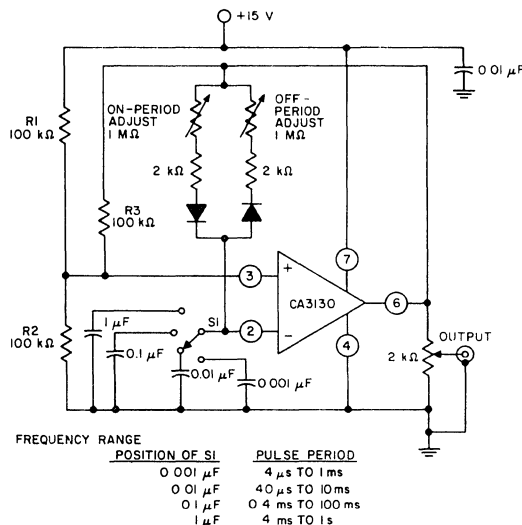 +15 V
0.01 µF
ON-PERIOD
ADJUST
1 MΩ
OFF-
PERIOD
ADJUST
1 MΩ
R1
100 kΩ
2 kΩ
2 kΩ
R3
100 kΩ
7
3
+
CA3130
6
R2
100 kΩ
1 µF
S1
2
−
4
OUTPUT
2 kΩ
0.1 µF
0.01 µF
0.001 µF
FREQUENCY RANGE
POSITION OF S1 PULSE PERIOD
0 001 µF 4 µs TO 1 ms
0 01 µF 40 µs TO 10 ms
0 1 µF 0 4 ms TO 100 ms
1 µF 4 ms TO 1 s